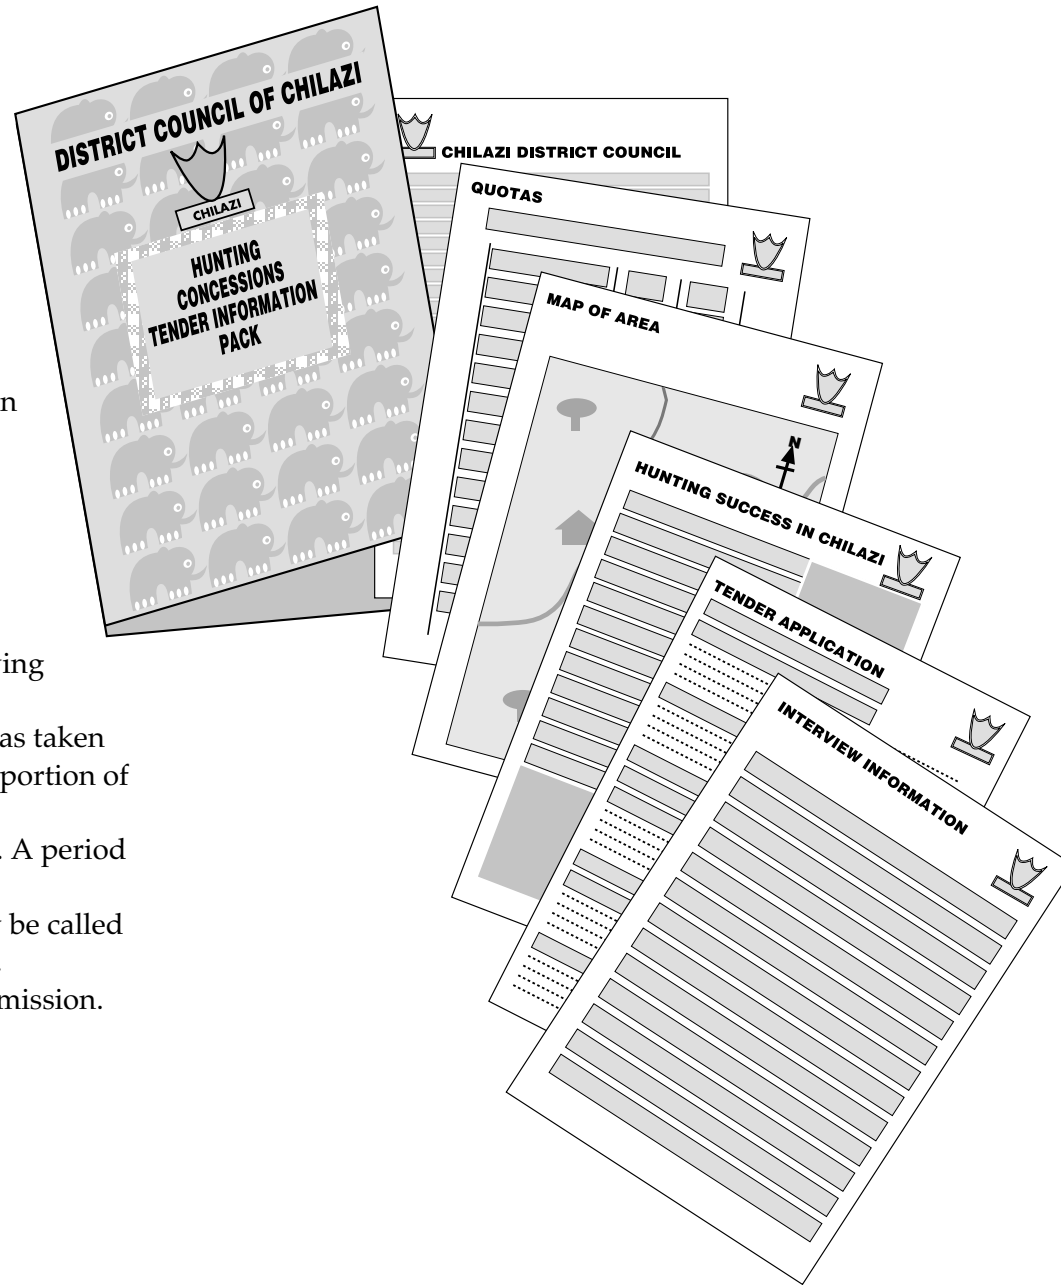 DISTRICT COUNCIL OF CHILAZI
CHILAZI
HUNTING
CONCESSIONS
TENDER INFORMATION
PACK
CHILAZI DISTRICT COUNCIL
QUOTAS
MAP OF AREA
N
HUNTING SUCCESS IN CHILAZI
TENDER APPLICATION
INTERVIEW INFORMATION
n
ing
as taken
portion of
. A period
be called
mission.